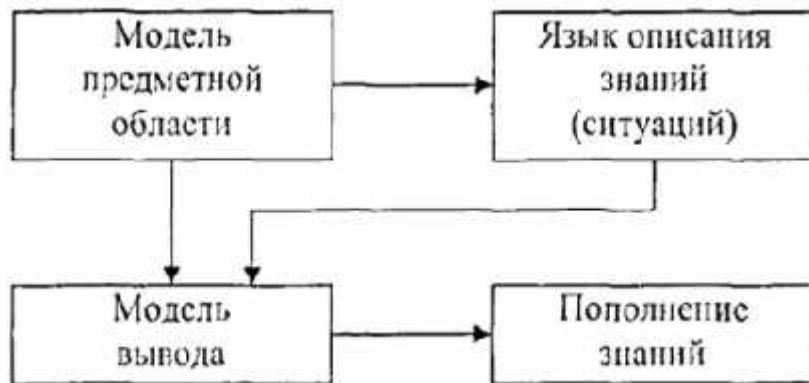 Модель
предметной
области
Язык описания
знаний
(ситуаций)
Модель
вывода
Пополнение
знаний